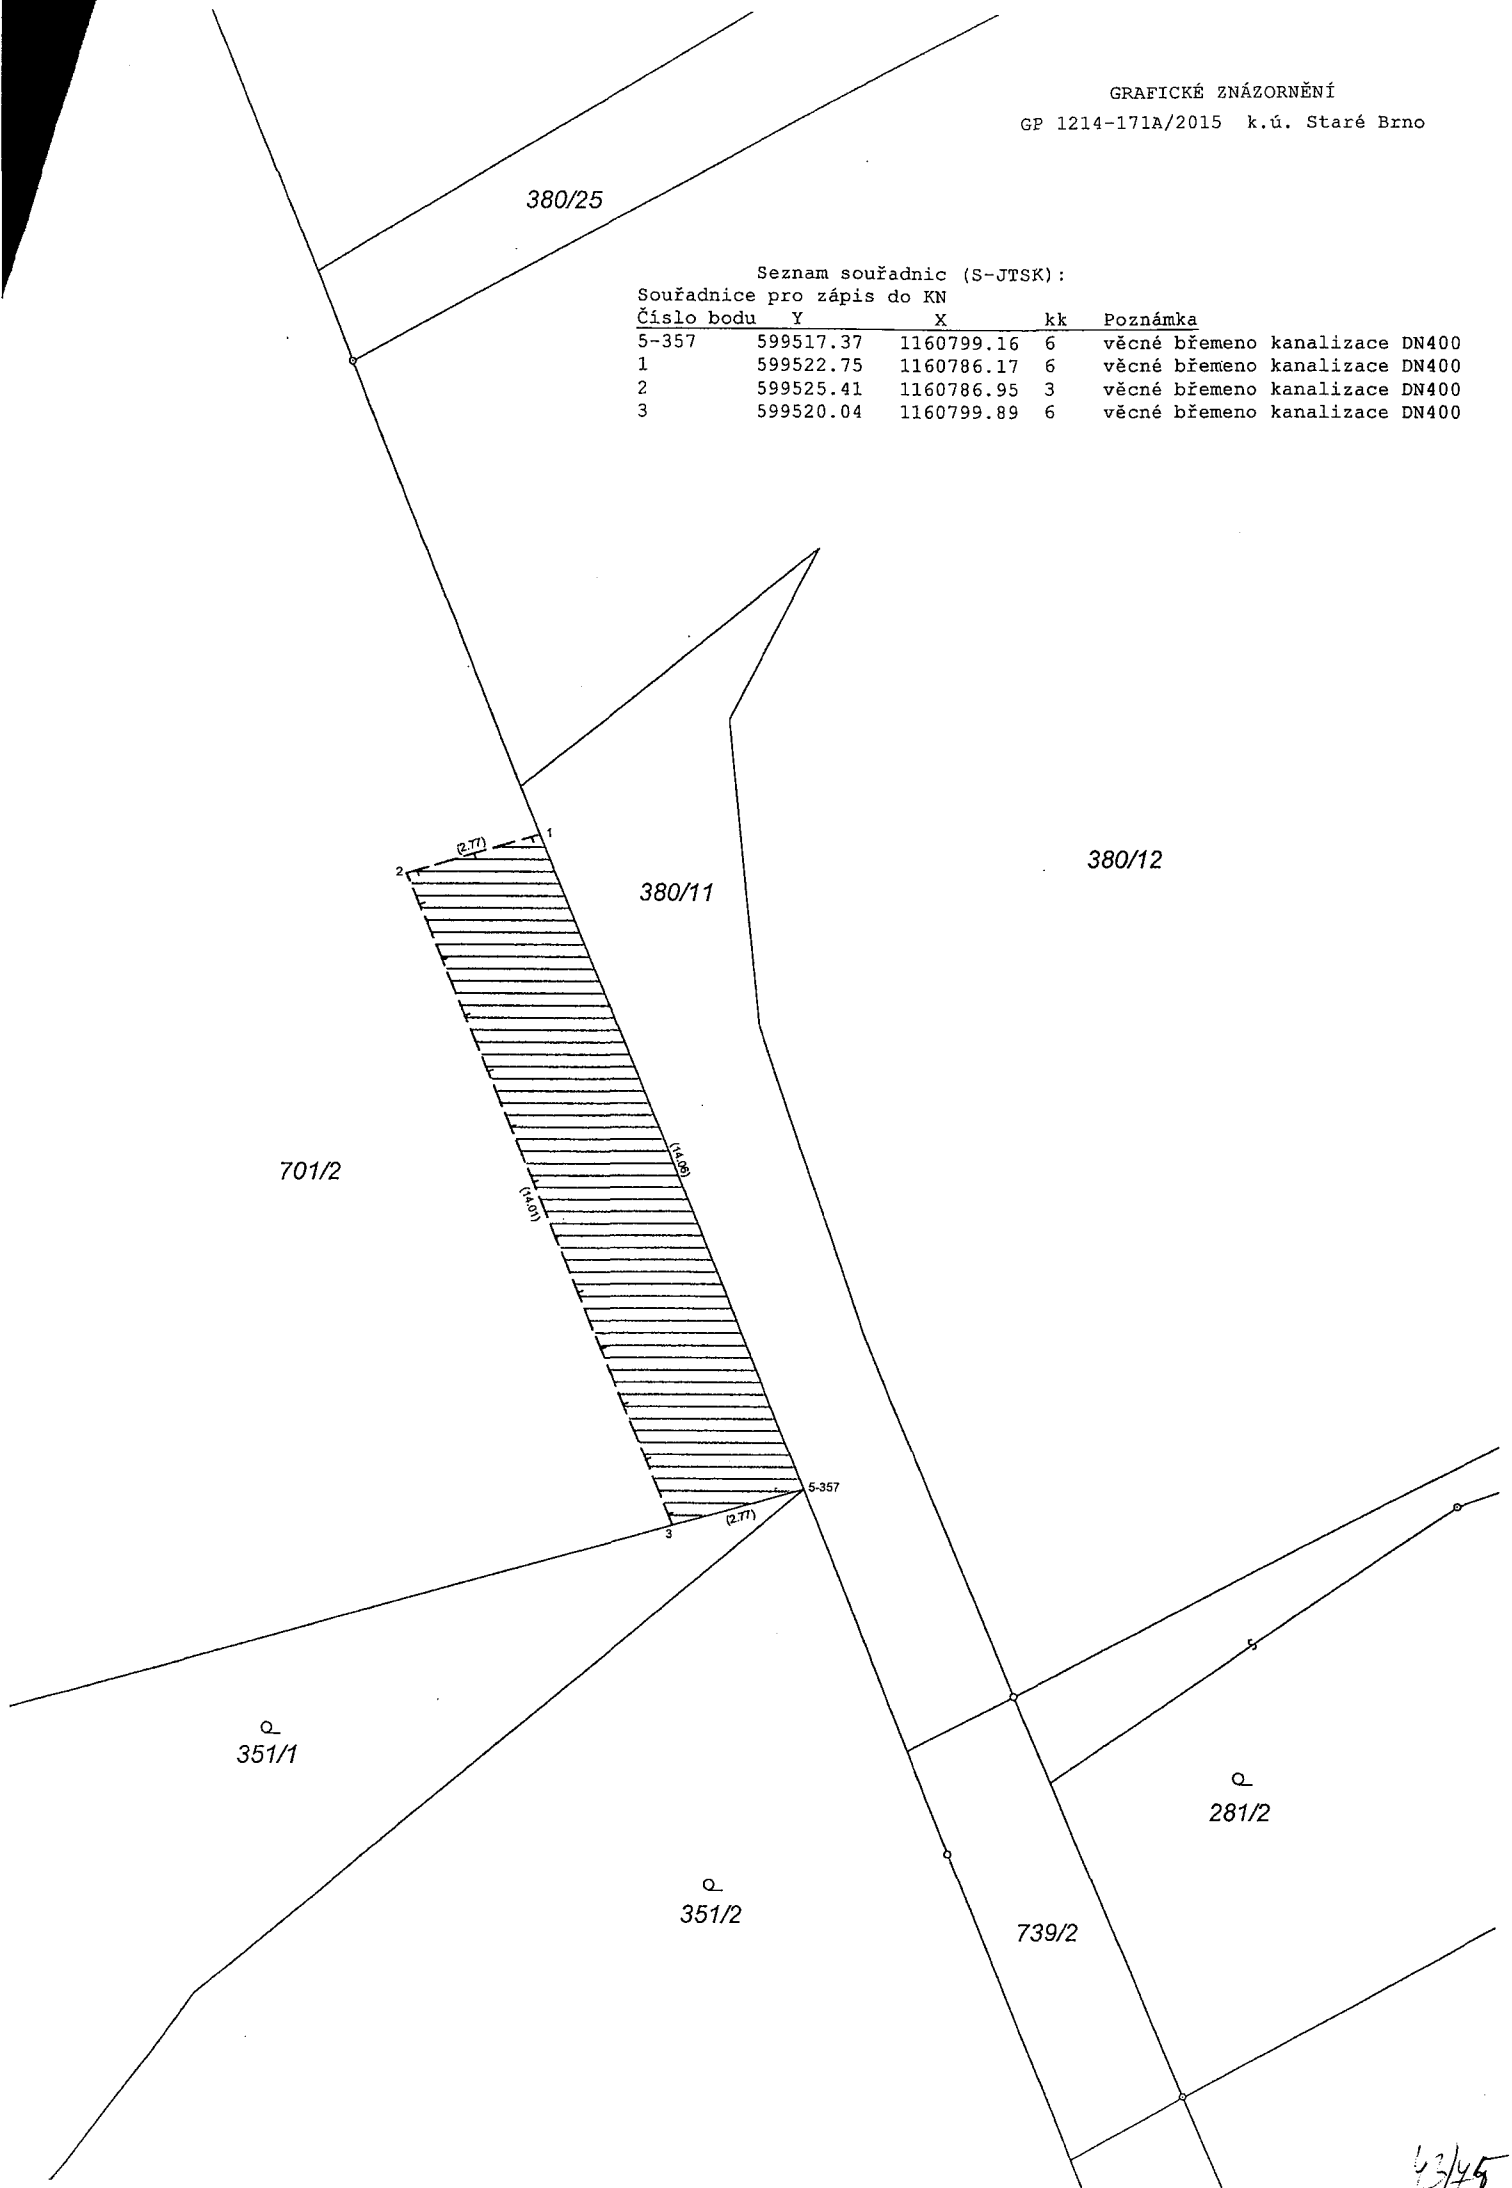 GRAFICKÉ ZNÁZORNĚNÍ
GP 1214-171A/2015 k.ú. Staré Brno
380/25
Seznam souřadnic (S-JTSK):
Souřadnice pro zápis do KN
Číslo bodu Y X kk Poznámka
5-357 599517.37 1160799.16 6 věcné břemeno kanalizace DN400
1 599522.75 1160786.17 6 věcné břemeno kanalizace DN400
2 599525.41 1160786.95 3 věcné břemeno kanalizace DN400
3 599520.04 1160799.89 6 věcné břemeno kanalizace DN400
1
(2.77)
2
380/12
380/11
(14.06)
701/2
(14.01)
5-357
(2.77)
3
351/1
281/2
351/2
739/2